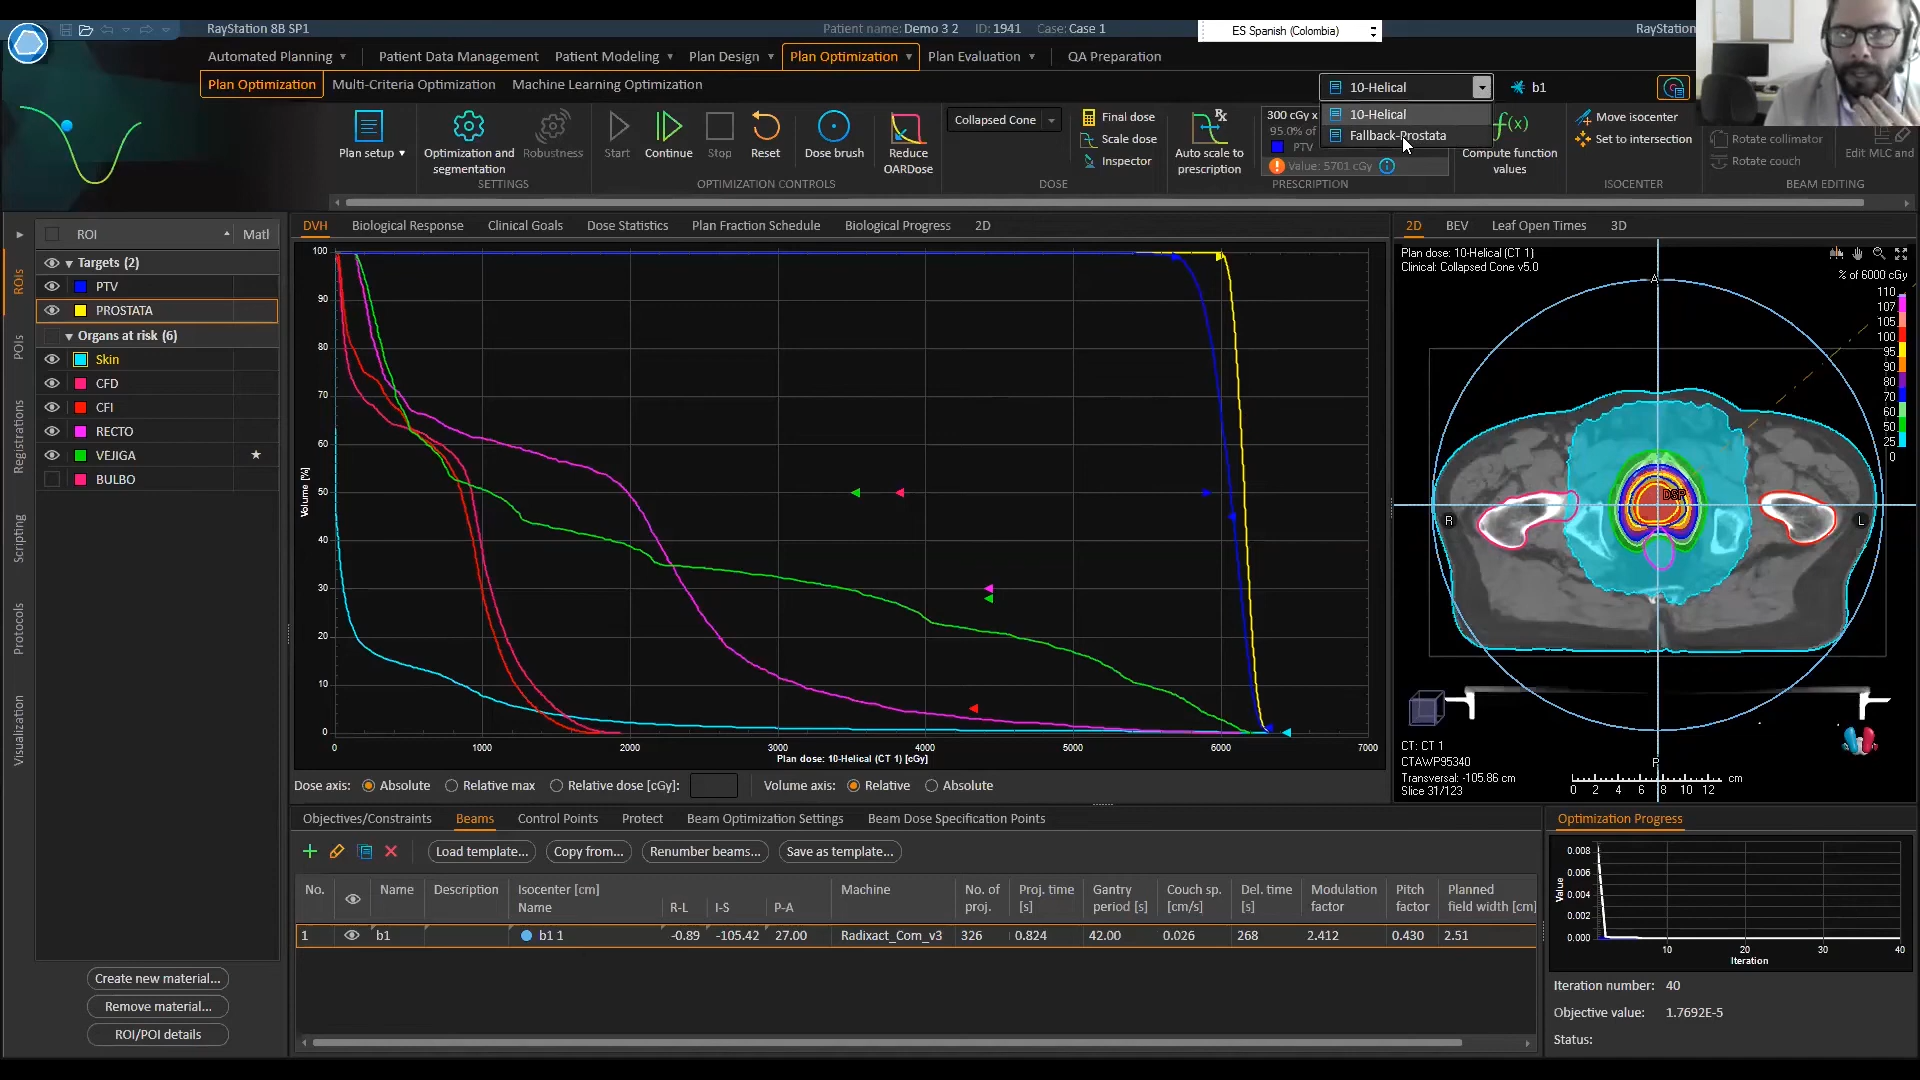 RayStation 8B SP1
Patient name: Demo 3 2 ID: 1941 Case: Case 1
ES Spanish (Colombia)
RayStation
Automated Planning
Patient Data Management
Patient Modeling
Plan Design
Plan Optimization
Plan Evaluation
QA Preparation
Plan Optimization
Multi-Criteria Optimization
Machine Learning Optimization
10-Helical
b1
10-Helical
Fallback-Prostata
Plan setup
Optimization and segmentation
Robustness
SETTINGS
Start
Continue
Stop
Reset
Dose brush
Reduce OARDose
OPTIMIZATION CONTROLS
Collapsed Cone
Final dose
Scale dose
Inspector
DOSE
Auto scale to prescription
300 cGy x
95.0% of
PTV
Value: 5701 cGy
PRESCRIPTION
f(x)
Compute function values
Move isocenter
Set to intersection
ISOCENTER
Rotate collimator
Rotate couch
Edit MLC and
BEAM EDITING
ROIs
POIs
Registrations
Scripting
Protocols
Visualization
ROI Matl
Targets (2)
PTV
PROSTATA
Organs at risk (6)
Skin
CFD
CFI
RECTO
VEJIGA
BULBO
Create new material...
Remove material...
ROI/POI details
DVH
Biological Response
Clinical Goals
Dose Statistics
Plan Fraction Schedule
Biological Progress
2D
100
90
80
70
60
50
40
30
20
10
0
Volume [%]
0 1000 2000 3000 4000 5000 6000 7000
Plan dose: 10-Helical (CT 1) [cGy]
Dose axis: Absolute Relative max Relative dose [cGy]: Volume axis: Relative Absolute
2D
BEV
Leaf Open Times
3D
Plan dose: 10-Helical (CT 1)
Clinical: Collapsed Cone v5.0
% of 6000 cGy
110
107
105
100
95
90
80
70
60
50
25
0
A
R
L
P
DSP
CT: CT 1
CTAWP95340
Transversal: -105.86 cm
Slice 31/123
0 2 4 6 8 10 12 cm
Objectives/Constraints
Beams
Control Points
Protect
Beam Optimization Settings
Beam Dose Specification Points
Load template...
Copy from...
Renumber beams...
Save as template...
No. Name Description Isocenter [cm] Machine No. of proj. Proj. time [s] Gantry period [s] Couch sp. [cm/s] Del. time [s] Modulation factor Pitch factor Planned field width [cm]
Name R-L I-S P-A
1 b1 b1 1 -0.89 -105.42 27.00 Radixact_Com_v3 326 0.824 42.00 0.026 268 2.412 0.430 2.51
Optimization Progress
0.008
0.006
0.004
0.002
0.000
Value
10 20 30 40
Iteration
Iteration number: 40
Objective value: 1.7692E-5
Status: